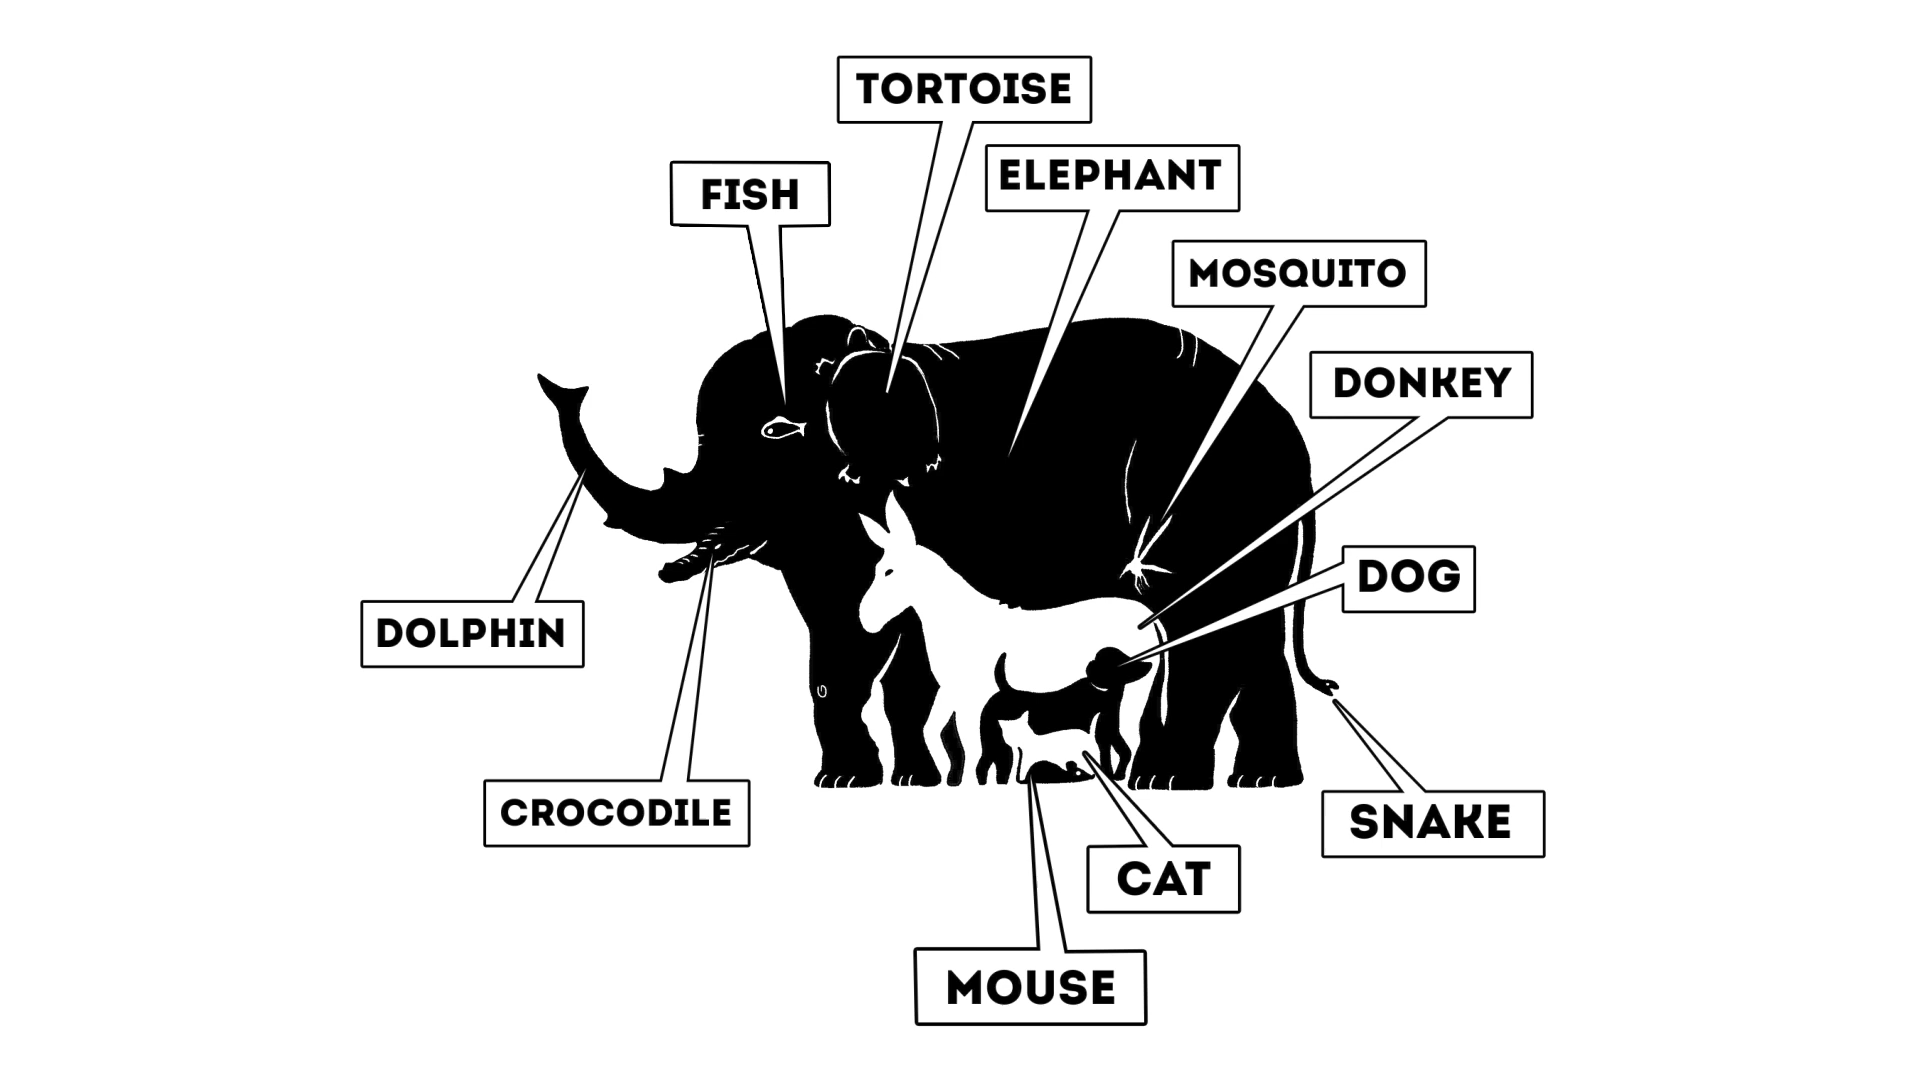 TORTOISE
ELEPHANT
FISH
MOSQUITO
DONKEY
DOG
DOLPHIN
CROCODILE
SNAKE
CAT
MOUSE